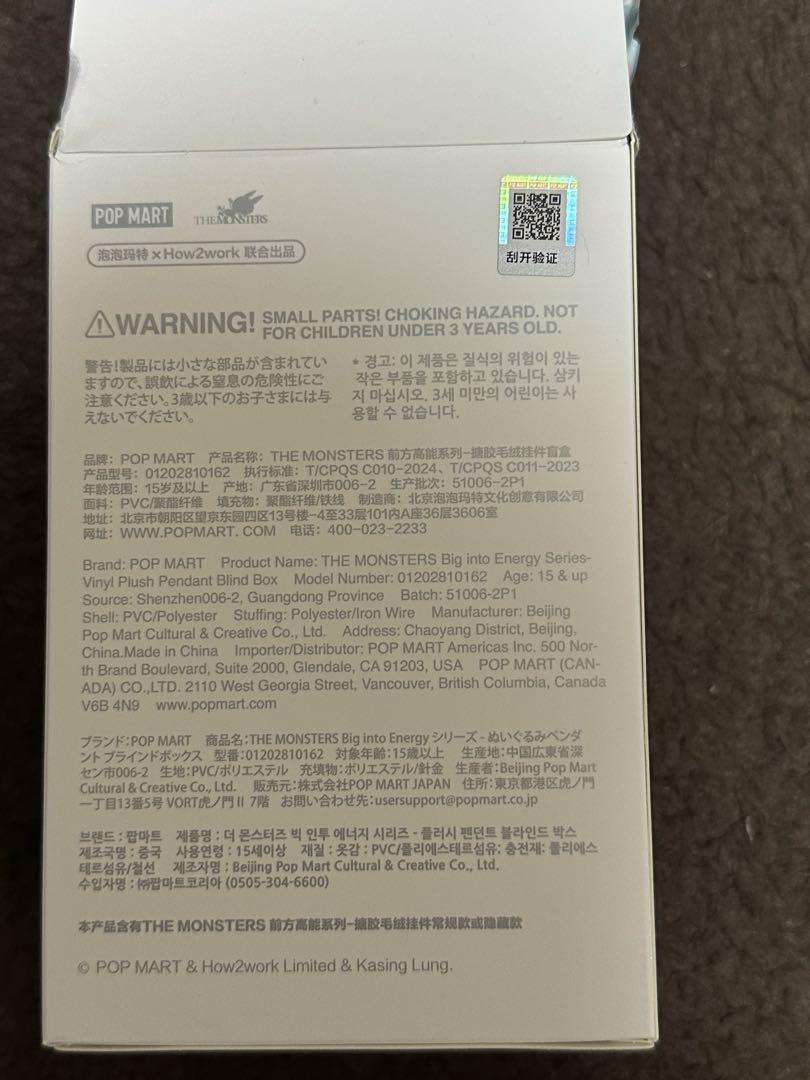 POP MART THE MONSTERS
泡泡玛特×How2work 联合出品
刮开验证
WARNING! SMALL PARTS! CHOKING HAZARD. NOT
FOR CHILDREN UNDER 3 YEARS OLD.
警告!製品には小さな部品が含まれてい
ますので、誤飲による窒息の危険性にご
注意ください。3歳以下のお子さまには与
えないでください。
* 경고: 이 제품은 질식의 위험이 있는
작은 부품을 포함하고 있습니다. 삼키
지 마십시오. 3세 미만의 어린이는 사
용할 수 없습니다.
品牌：POP MART 产品名称：THE MONSTERS 前方高能系列-搪胶毛绒挂件盲盒
产品型号：01202810162 执行标准：T/CPQS C010-2024、T/CPQS C011-2023
年龄范围：15岁及以上 产地：广东省深圳市006-2 生产批次：51006-2P1
面料：PVC/聚酯纤维 填充物：聚酯纤维/铁线 制造商：北京泡泡玛特文化创意有限公司
地址：北京市朝阳区望京东园四区13号楼-4至33层101内A座36层3606室
网址：WWW.POPMART. COM 电话：400-023-2233
Brand: POP MART Product Name: THE MONSTERS Big into Energy Series-
Vinyl Plush Pendant Blind Box Model Number: 01202810162 Age: 15 & up
Source: Shenzhen006-2, Guangdong Province Batch: 51006-2P1
Shell: PVC/Polyester Stuffing: Polyester/Iron Wire Manufacturer: Beijing
Pop Mart Cultural & Creative Co., Ltd. Address: Chaoyang District, Beijing,
China.Made in China Importer/Distributor: POP MART Americas Inc. 500 Nor-
th Brand Boulevard, Suite 2000, Glendale, CA 91203, USA POP MART (CAN-
ADA) CO.,LTD. 2110 West Georgia Street, Vancouver, British Columbia, Canada
V6B 4N9 www.popmart.com
ブランド:POP MART 商品名:THE MONSTERS Big into Energy シリーズ - ぬいぐるみペンダ
ント ブラインドボックス 型番:01202810162 対象年齢:15歳以上 生産地:中国広東省深
セン市006-2 生地:PVC/ポリエステル 充填物:ポリエステル/針金 生産者:Beijing Pop Mart
Cultural & Creative Co., Ltd. 販売元:株式会社POP MART JAPAN 住所:東京都港区虎ノ門
一丁目13番5号 VORT虎ノ門Ⅱ 7階 お問い合わせ先:usersupport@popmart.co.jp
브랜드 : 팝마트 제품명 : 더 몬스터즈 빅 인투 에너지 시리즈 - 플러시 펜던트 블라인드 박스
제조국명 : 중국 사용연령 : 15세이상 재질 : 옷감 : PVC/폴리에스테르섬유; 충전재: 폴리에스
테르섬유/철선 제조자명 : Beijing Pop Mart Cultural & Creative Co., Ltd.
수입자명 : ㈜팝마트코리아 (0505-304-6600)
本产品含有THE MONSTERS 前方高能系列-搪胶毛绒挂件常规款或隐藏款
© POP MART & How2work Limited & Kasing Lung.